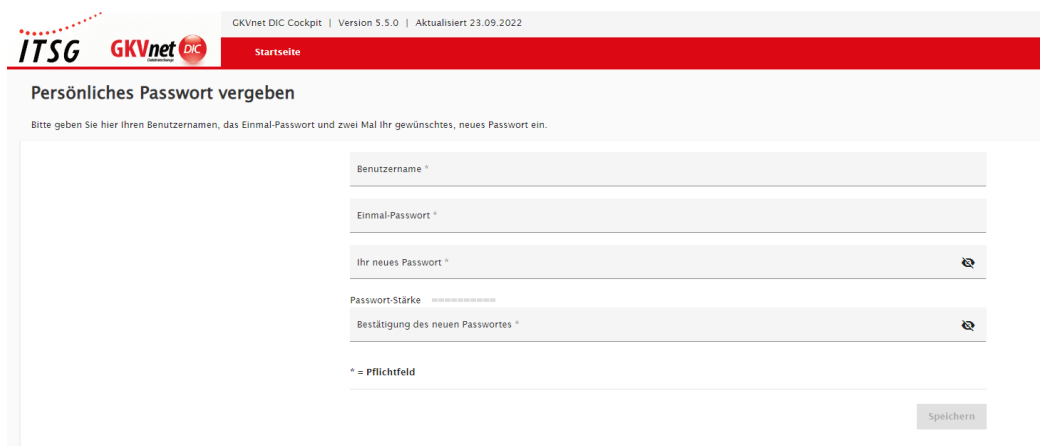 GKVnet DIC Cockpit | Version 5.5.0 | Aktualisiert 23.09.2022
ITSG
GKVnet DIC
Startseite
Persönliches Passwort vergeben
Bitte geben Sie hier Ihren Benutzernamen, das Einmal-Passwort und zwei Mal Ihr gewünschtes, neues Passwort ein.
Benutzername *
Einmal-Passwort *
Ihr neues Passwort *
Passwort-Stärke
Bestätigung des neuen Passwortes *
* = Pflichtfeld
Speichern